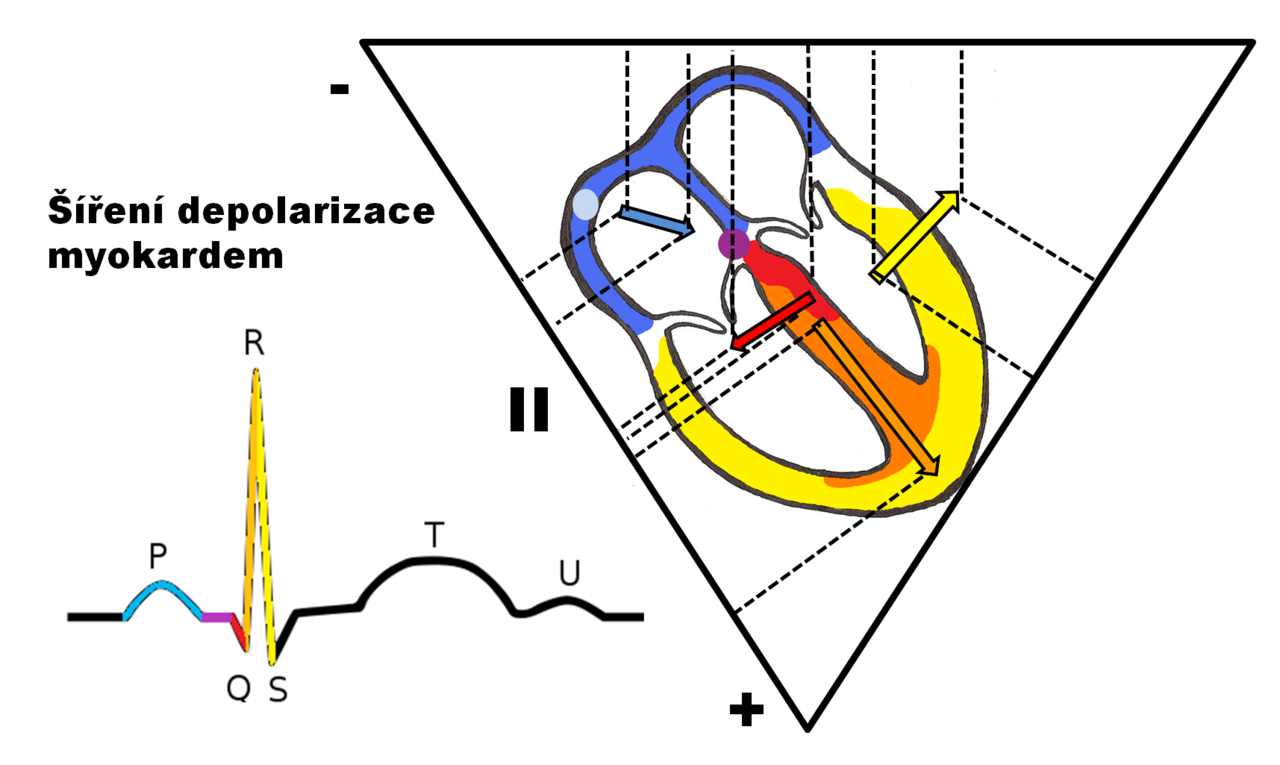 -
Šíření depolarizace
myokardem
R
II
T
P
U
Q S
+